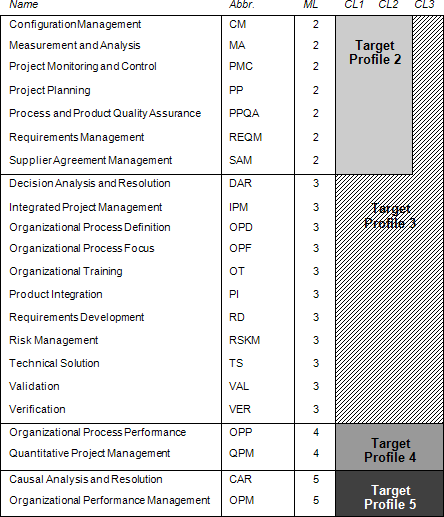 Name Abbr. ML CL1 CL2 CL3
Configuration Management CM 2
Measurement and Analysis MA 2
Project Monitoring and Control PMC 2
Project Planning PP 2
Process and Product Quality Assurance PPQA 2
Requirements Management REQM 2
Supplier Agreement Management SAM 2
Target
Profile 2
Decision Analysis and Resolution DAR 3
Integrated Project Management IPM 3
Organizational Process Definition OPD 3
Organizational Process Focus OPF 3
Organizational Training OT 3
Product Integration PI 3
Requirements Development RD 3
Risk Management RSKM 3
Technical Solution TS 3
Validation VAL 3
Verification VER 3
Target
Profile 3
Organizational Process Performance OPP 4
Quantitative Project Management QPM 4
Target
Profile 4
Causal Analysis and Resolution CAR 5
Organizational Performance Management OPM 5
Target
Profile 5